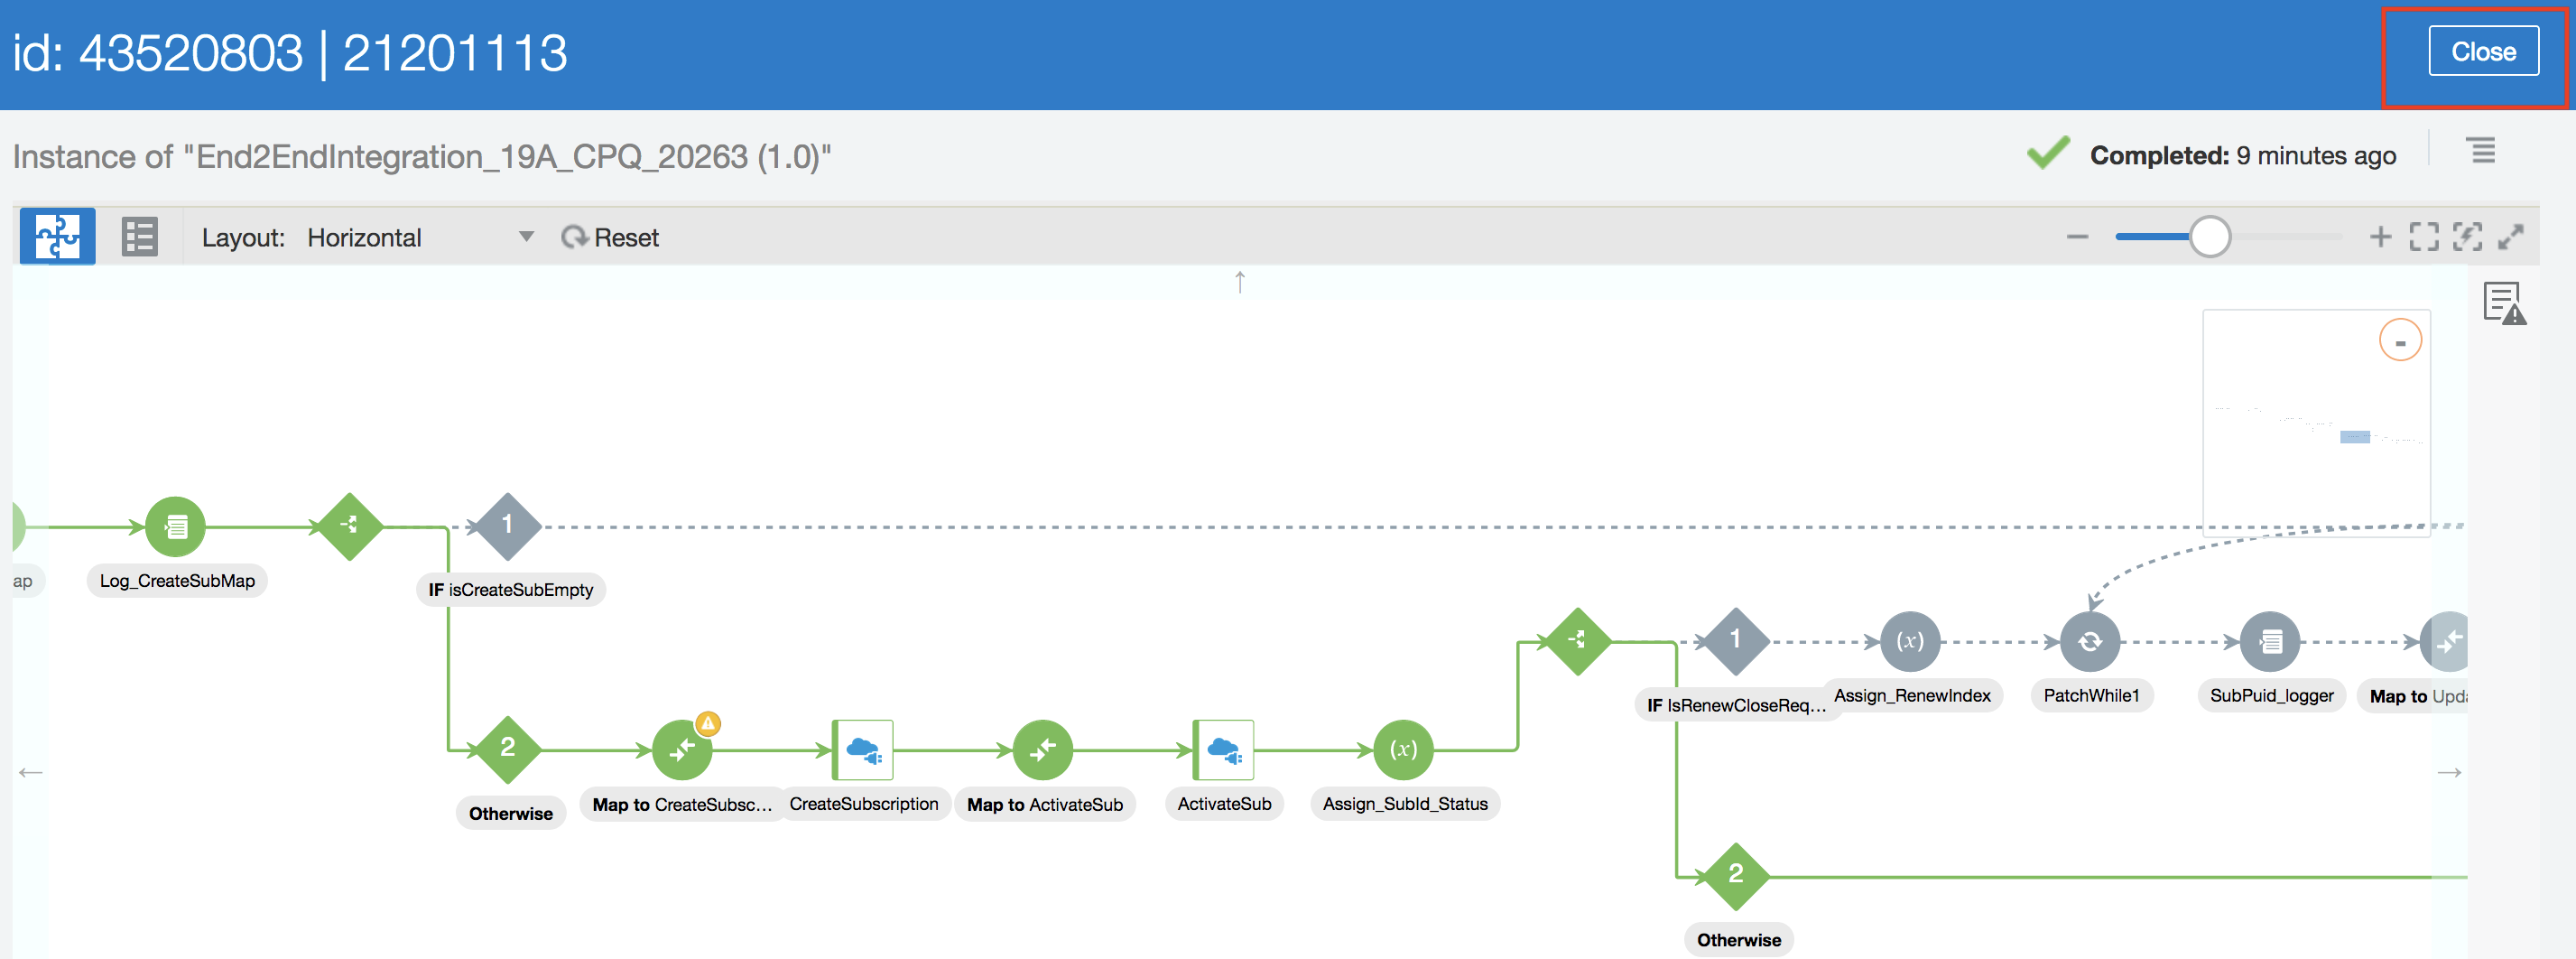 id: 43520803 | 21201113
Close
Instance of "End2EndIntegration_19A_CPQ_20263 (1.0)"
Completed: 9 minutes ago
Layout: Horizontal
Reset
1
ap
Log_CreateSubMap
IF isCreateSubEmpty
1
(x)
IF IsRenewCloseReq...
Assign_RenewIndex
PatchWhile1
SubPuid_logger
Map to Upda
2
(x)
Otherwise
Map to CreateSubsc...
CreateSubscription
Map to ActivateSub
ActivateSub
Assign_SubId_Status
2
Otherwise